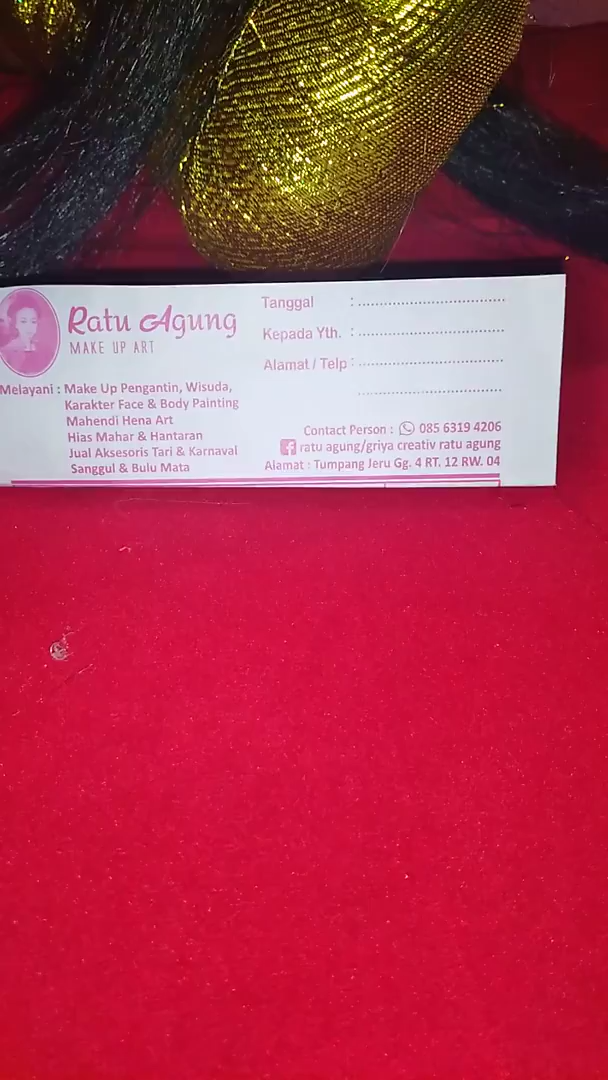 Ratu Agung
MAKE UP ART
Melayani : Make Up Pengantin, Wisuda,
Karakter Face & Body Painting
Mahendi Hena Art
Hias Mahar & Hantaran
Jual Aksesoris Tari & Karnaval
Sanggul & Bulu Mata
Tanggal : ....................................
Kepada Yth. : ....................................
Alamat / Telp : ....................................
....................................
Contact Person : 085 6319 4206
ratu agung/griya creativ ratu agung
Alamat : Tumpang Jeru Gg. 4 RT. 12 RW. 04